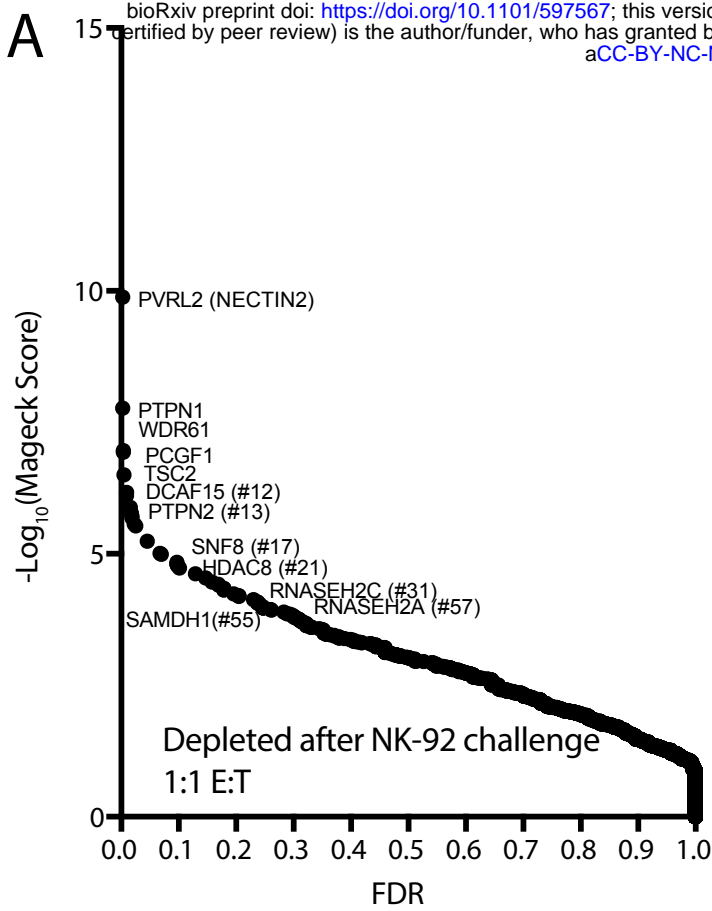 bioRxiv preprint doi: https://doi.org/10.1101/597567; this versio
certified by peer review) is the author/funder, who has granted b
aCC-BY-NC-N
A
15
10
5
0
-Log10(Mageck Score)
PVRL2 (NECTIN2)
PTPN1
WDR61
PCGF1
TSC2
DCAF15 (#12)
PTPN2 (#13)
SNF8 (#17)
HDAC8 (#21)
RNASEH2C (#31)
RNASEH2A (#57)
SAMDH1(#55)
Depleted after NK-92 challenge
1:1 E:T
0.0 0.1 0.2 0.3 0.4 0.5 0.6 0.7 0.8 0.9 1.0
FDR